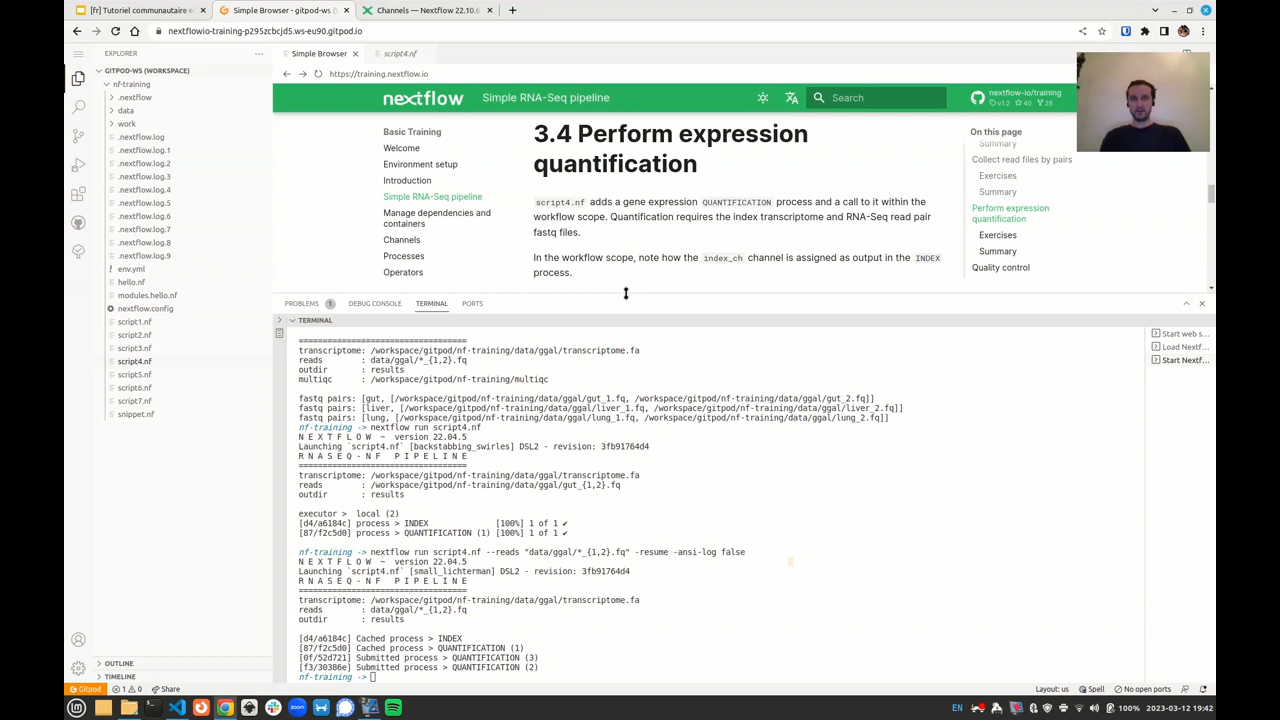 [fr] Tutoriel communautaire
Simple Browser - gitpod-ws (
Channels — Nextflow 22.10.6
nextflowio-training-p295zcbcjd5.ws-eu90.gitpod.io
EXPLORER
GITPOD-WS (WORKSPACE)
nf-training
.nextflow
data
work
.nextflow.log
.nextflow.log.1
.nextflow.log.2
.nextflow.log.3
.nextflow.log.4
.nextflow.log.5
.nextflow.log.6
.nextflow.log.7
.nextflow.log.8
.nextflow.log.9
env.yml
hello.nf
modules.hello.nf
nextflow.config
script1.nf
script2.nf
script3.nf
script4.nf
script5.nf
script6.nf
script7.nf
snippet.nf
OUTLINE
TIMELINE
Simple Browser
script4.nf
https://training.nextflow.io
nextflow
Simple RNA-Seq pipeline
Search
nextflow-io/training
v1.2 40 28
Basic Training
Welcome
Environment setup
Introduction
Simple RNA-Seq pipeline
Manage dependencies and
containers
Channels
Processes
Operators
3.4 Perform expression
quantification
script4.nf adds a gene expression QUANTIFICATION process and a call to it within the
workflow scope. Quantification requires the index transcriptome and RNA-Seq read pair
fastq files.
In the workflow scope, note how the index_ch channel is assigned as output in the INDEX
process.
On this page
Summary
Collect read files by pairs
Exercises
Summary
Perform expression
quantification
Exercises
Summary
Quality control
PROBLEMS 1 DEBUG CONSOLE TERMINAL PORTS
TERMINAL
===================================
transcriptome: /workspace/gitpod/nf-training/data/ggal/transcriptome.fa
reads : data/ggal/*_{1,2}.fq
outdir : results
multiqc : /workspace/gitpod/nf-training/multiqc
fastq pairs: [gut, [/workspace/gitpod/nf-training/data/ggal/gut_1.fq, /workspace/gitpod/nf-training/data/ggal/gut_2.fq]]
fastq pairs: [liver, [/workspace/gitpod/nf-training/data/ggal/liver_1.fq, /workspace/gitpod/nf-training/data/ggal/liver_2.fq]]
fastq pairs: [lung, [/workspace/gitpod/nf-training/data/ggal/lung_1.fq, /workspace/gitpod/nf-training/data/ggal/lung_2.fq]]
nf-training -> nextflow run script4.nf
N E X T F L O W ~ version 22.04.5
Launching `script4.nf` [backstabbing_swirles] DSL2 - revision: 3fb91764d4
R N A S E Q - N F P I P E L I N E
===================================
transcriptome: /workspace/gitpod/nf-training/data/ggal/transcriptome.fa
reads : /workspace/gitpod/nf-training/data/ggal/gut_{1,2}.fq
outdir : results
executor > local (2)
[d4/a6184c] process > INDEX [100%] 1 of 1 ✔
[87/f2c5d0] process > QUANTIFICATION (1) [100%] 1 of 1 ✔
nf-training -> nextflow run script4.nf --reads "data/ggal/*_{1,2}.fq" -resume -ansi-log false
N E X T F L O W ~ version 22.04.5
Launching `script4.nf` [small_lichterman] DSL2 - revision: 3fb91764d4
R N A S E Q - N F P I P E L I N E
===================================
transcriptome: /workspace/gitpod/nf-training/data/ggal/transcriptome.fa
reads : data/ggal/*_{1,2}.fq
outdir : results
[d4/a6184c] Cached process > INDEX
[87/f2c5d0] Cached process > QUANTIFICATION (1)
[0f/52d721] Submitted process > QUANTIFICATION (3)
[f3/30386e] Submitted process > QUANTIFICATION (2)
nf-training ->
Start web s...
Load Nextf...
Start Nextf...
Gitpod 1 0 Share
Layout: us Spell No open ports
zoom
EN 100% 2023-03-12 19:42